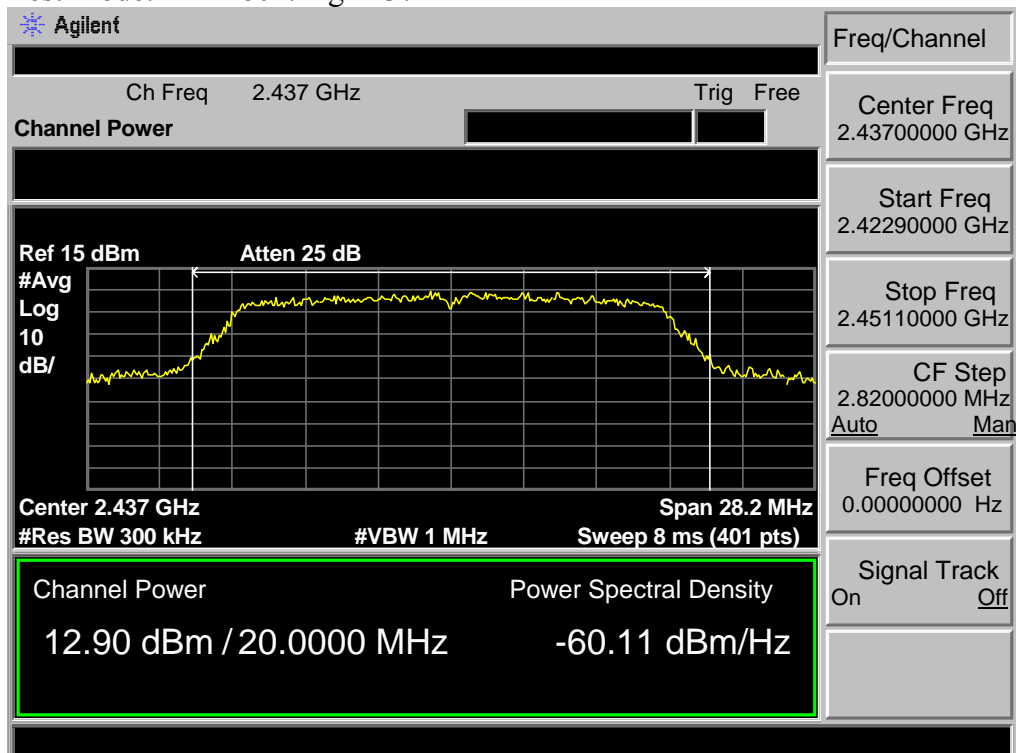 Agilent
Freq/Channel
Ch Freq 2.437 GHz Trig Free
Channel Power
Center Freq
2.43700000 GHz
Start Freq
2.42290000 GHz
Ref 15 dBm Atten 25 dB
#Avg
Log
10
dB/
Stop Freq
2.45110000 GHz
CF Step
2.82000000 MHz
Auto Man
Freq Offset
0.00000000 Hz
Center 2.437 GHz Span 28.2 MHz
#Res BW 300 kHz #VBW 1 MHz Sweep 8 ms (401 pts)
Signal Track
On Off
Channel Power Power Spectral Density
12.90 dBm / 20.0000 MHz -60.11 dBm/Hz